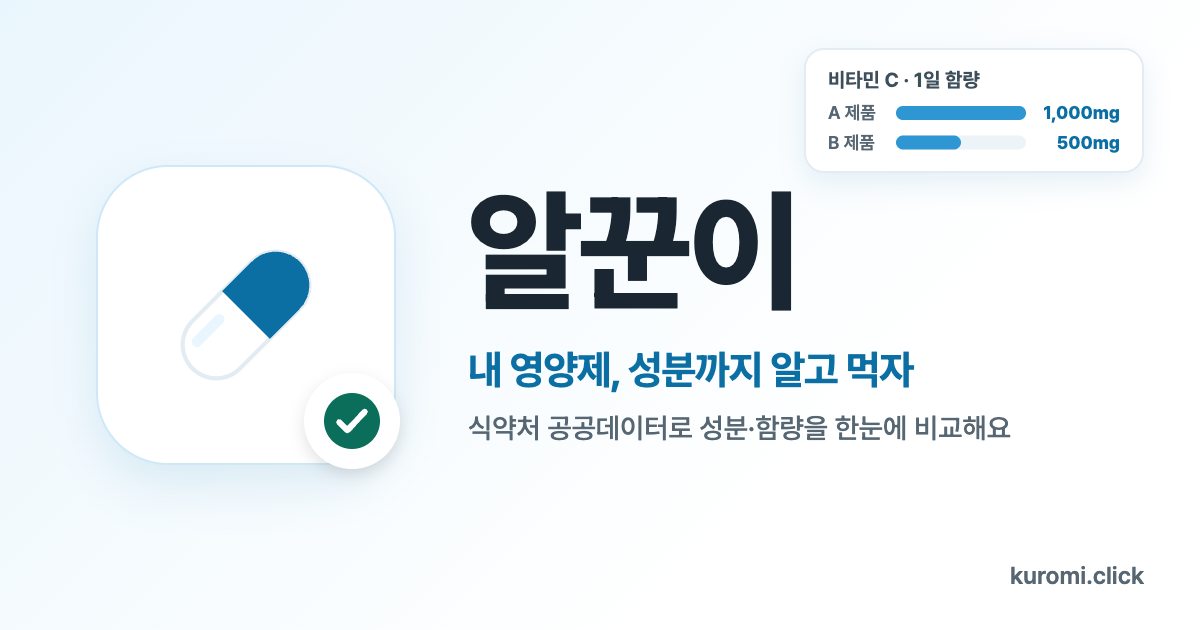 비타민 C · 1일 함량
A 제품 1,000mg
B 제품 500mg
알꾼이
내 영양제, 성분까지 알고 먹자
식약처 공공데이터로 성분·함량을 한눈에 비교해요
kuromi.click